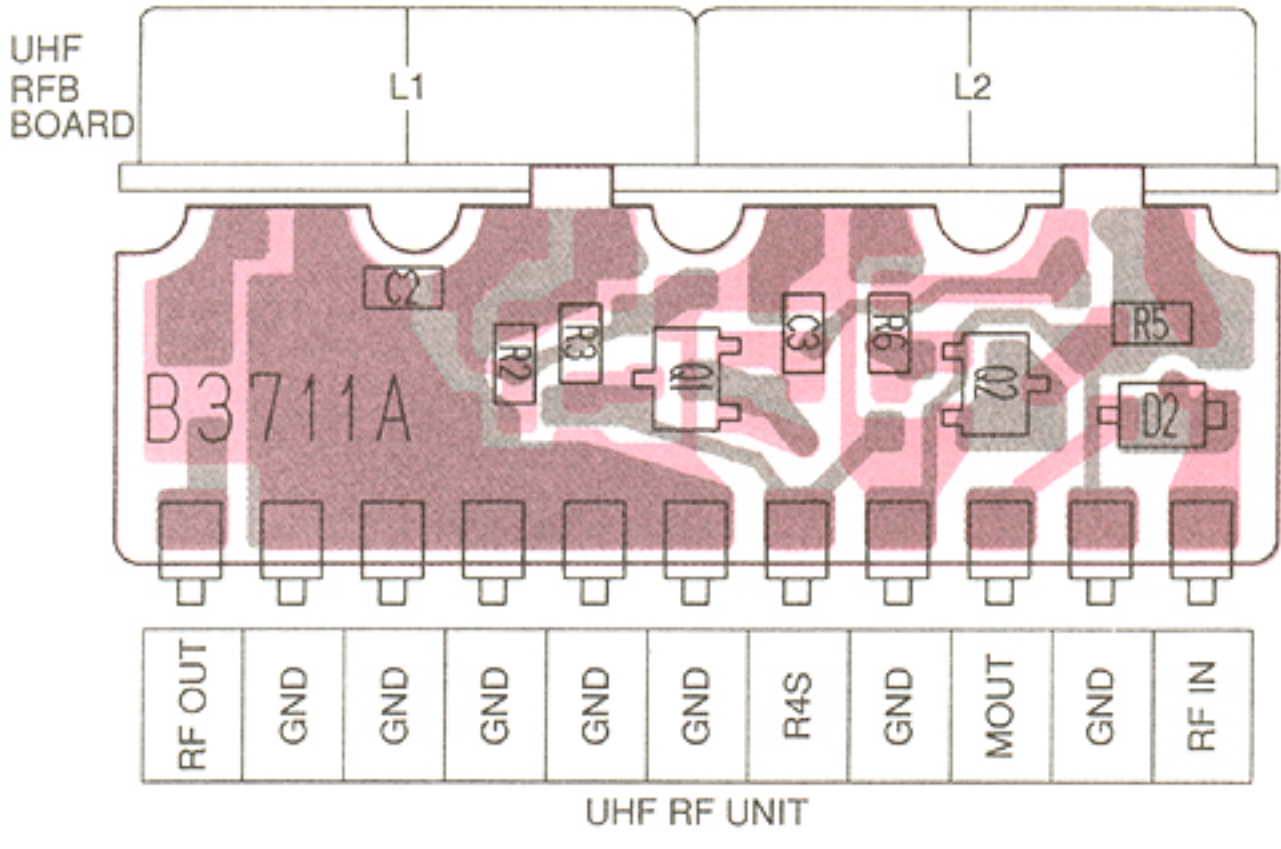 UHF
RFB
BOARD
L1
L2
C2
R2
R3
Q1
C3
R6
Q2
R5
D2
B3711A
RF OUT
GND
GND
GND
GND
GND
R4S
GND
MOUT
GND
RF IN
UHF RF UNIT